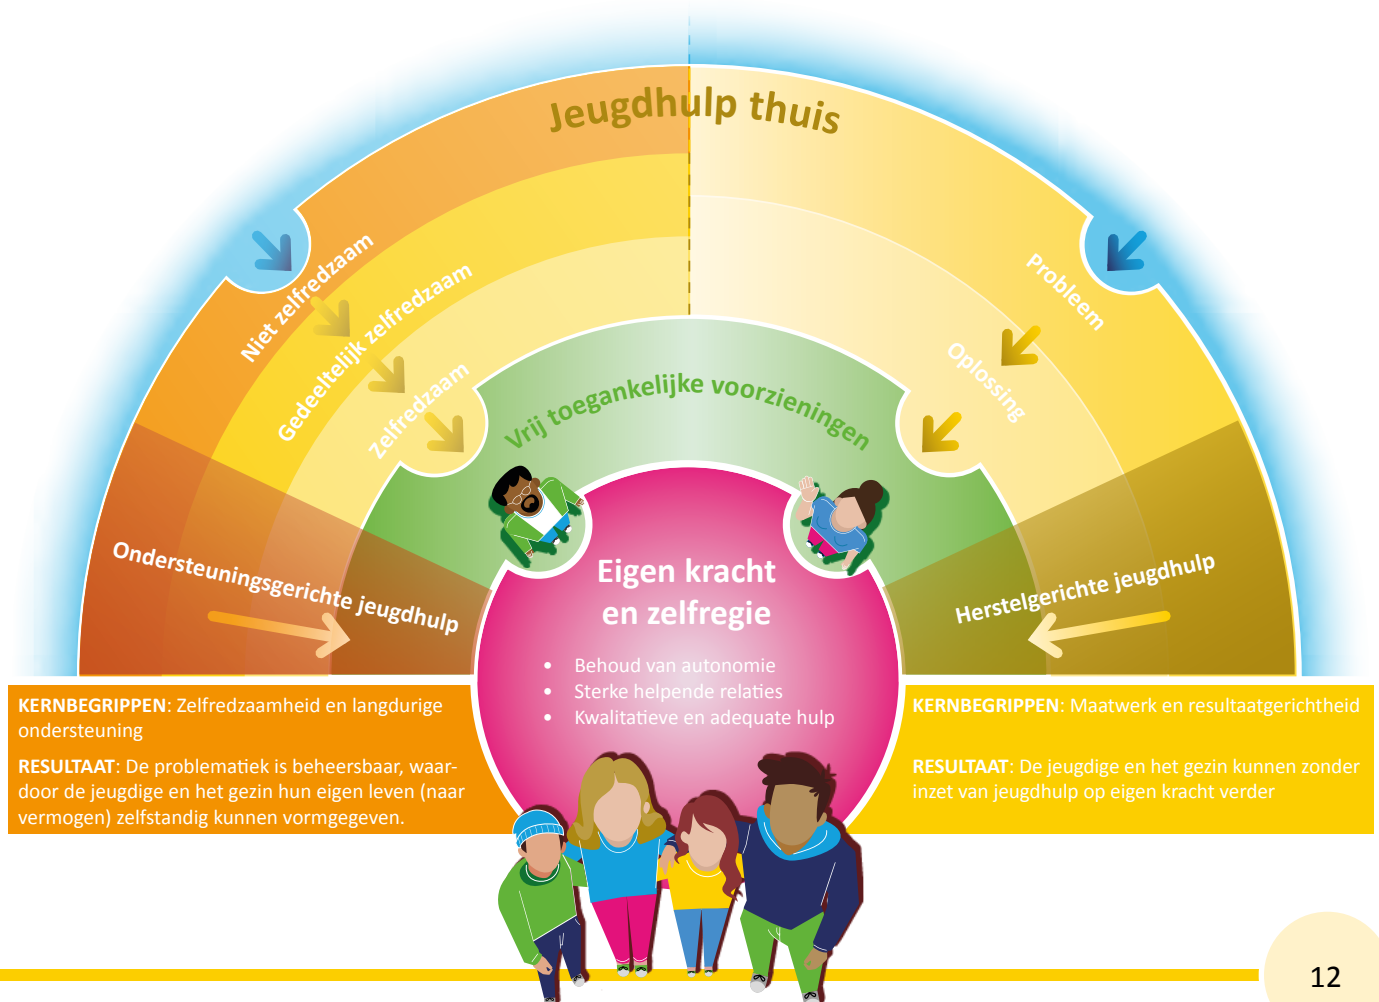 Jeugdhulp thuis
Niet zelfredzaam
Gedeeltelijk zelfredzaam
Zelfredzaam
Probleem
Oplossing
Vrij toegankelijke voorzieningen
Ondersteuningsgerichte jeugdhulp
Herstelgerichte jeugdhulp
Eigen kracht
en zelfregie
• Behoud van autonomie
• Sterke helpende relaties
• Kwalitatieve en adequate hulp
KERNBEGRIPPEN: Zelfredzaamheid en langdurige
ondersteuning
RESULTAAT: De problematiek is beheersbaar, waar-
door de jeugdige en het gezin hun eigen leven (naar
vermogen) zelfstandig kunnen vormgegeven.
KERNBEGRIPPEN: Maatwerk en resultaatgerichtheid
RESULTAAT: De jeugdige en het gezin kunnen zonder
inzet van jeugdhulp op eigen kracht verder
12